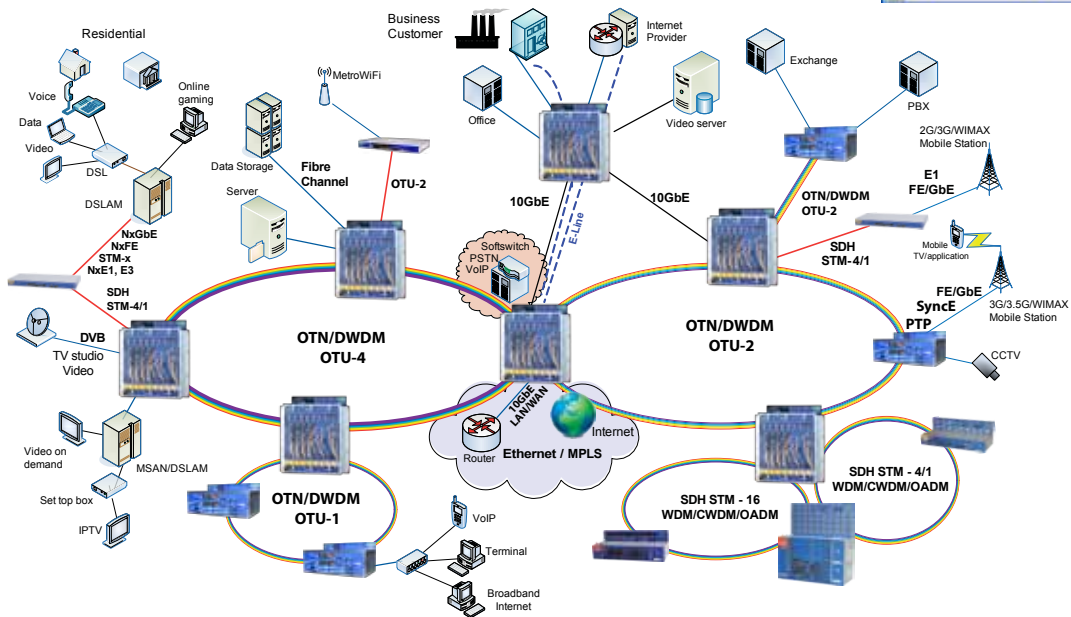 Residential
Voice
Data
Video
DSL
Online
gaming
DSLAM
NxGbE
NxFE
STM-x
NxE1, E3
SDH
STM-4/1
DVB
TV studio
Video
Video on
demand
MSAN/DSLAM
Set top box
IPTV
MetroWiFi
Data Storage
Fibre
Channel
OTU-2
Server
OTN/DWDM
OTU-4
OTN/DWDM
OTU-1
VoIP
Terminal
Broadband
Internet
Business
Customer
Internet
Provider
Office
Video server
10GbE
E-Line
10GbE
Softswitch
PSTN
VoIP
10GbE
LAN/WAN
Router
Internet
Ethernet / MPLS
OTN/DWDM
OTU-2
Exchange
PBX
OTN/DWDM
OTU-2
SDH
STM-4/1
2G/3G/WIMAX
Mobile Station
E1
FE/GbE
Mobile
TV/application
FE/GbE
SyncE
PTP
3G/3.5G/WIMAX
Mobile Station
CCTV
SDH STM - 16
WDM/CWDM/OADM
SDH STM - 4/1
WDM/CWDM/OADM